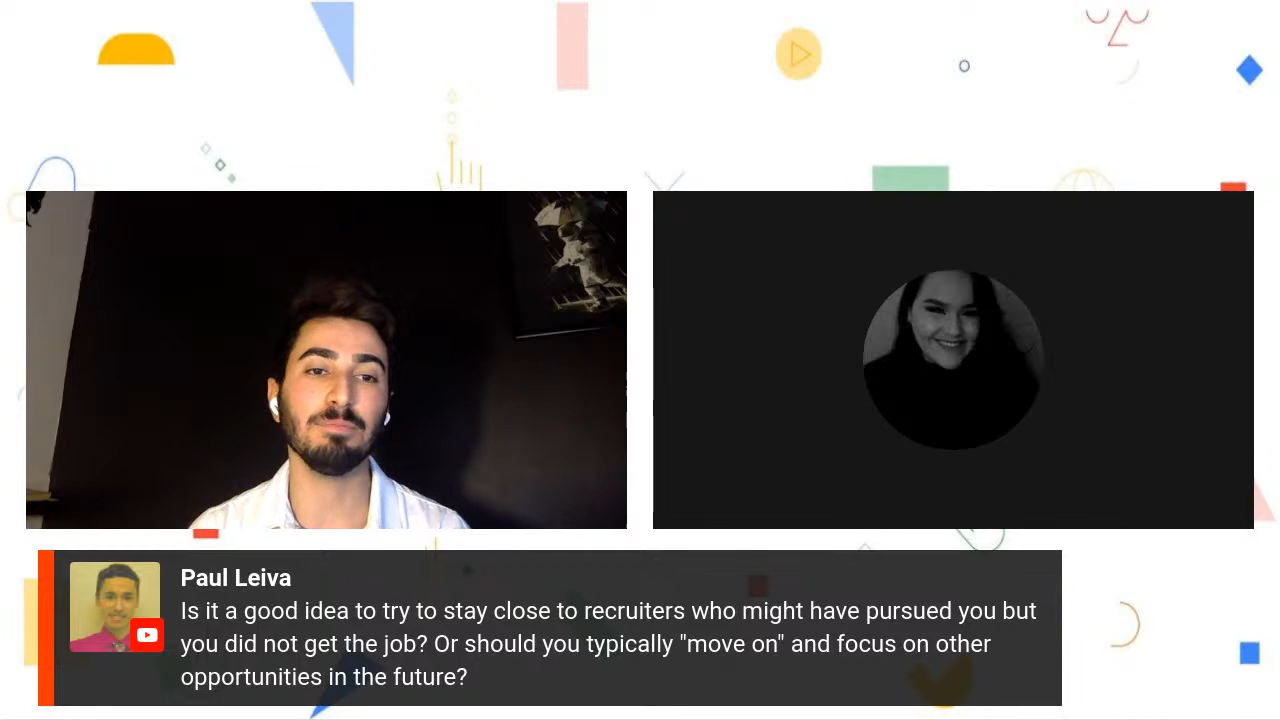 Paul Leiva
Is it a good idea to try to stay close to recruiters who might have pursued you but
you did not get the job? Or should you typically "move on" and focus on other
opportunities in the future?